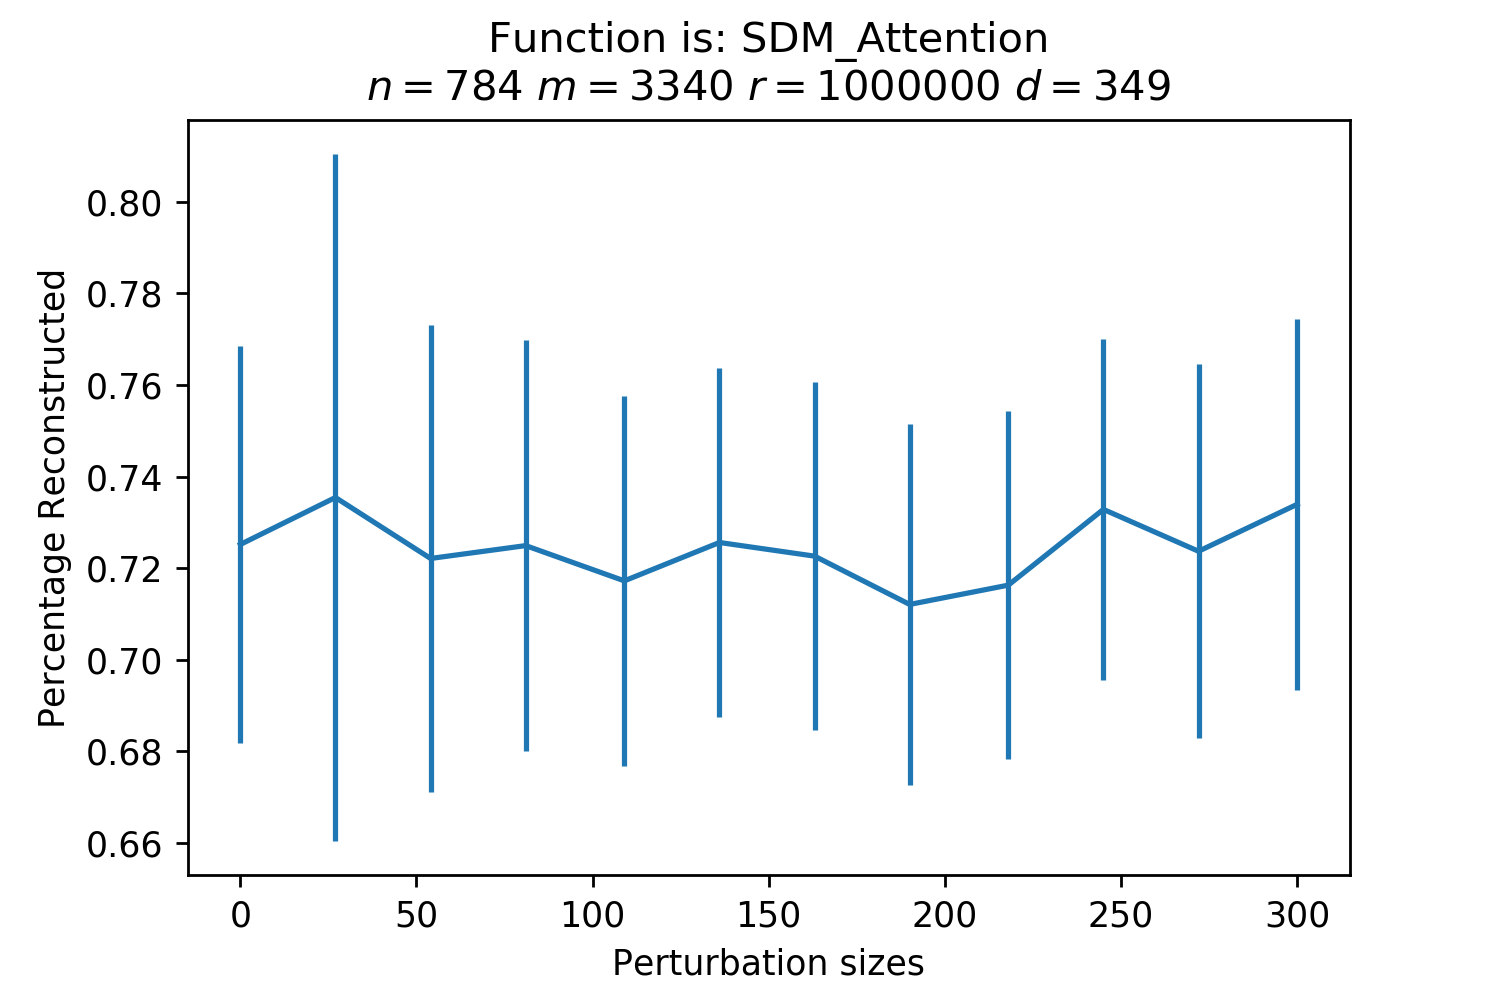 Function is: SDM_Attention
n = 784 m = 3340 r = 1000000 d = 349
Percentage Reconstructed
0.80
0.78
0.76
0.74
0.72
0.70
0.68
0.66
0 50 100 150 200 250 300
Perturbation sizes